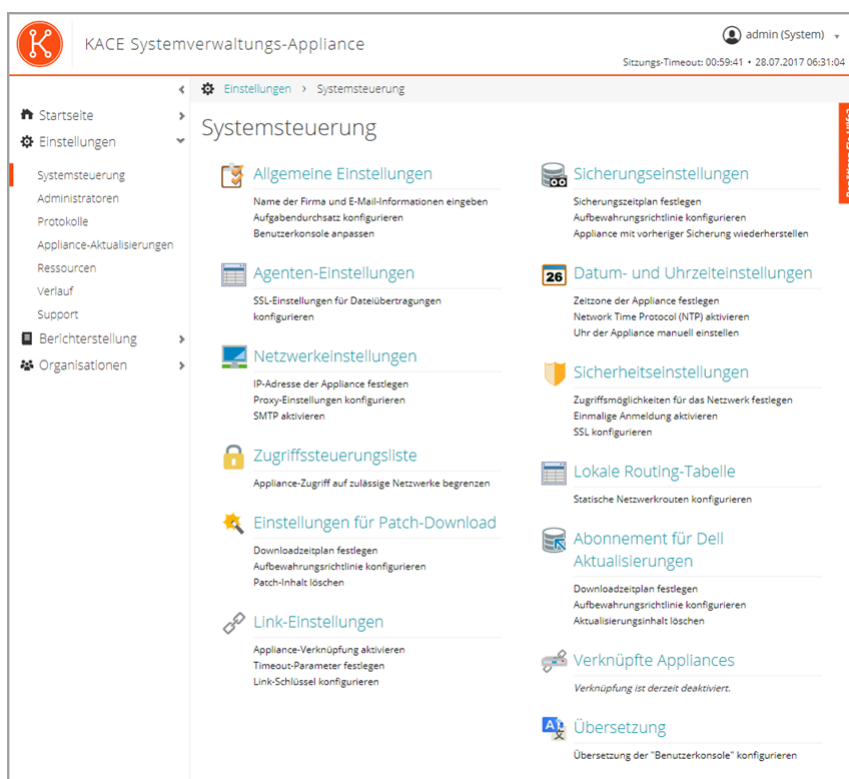 KACE Systemverwaltungs-Appliance
admin (System)
Sitzungs-Timeout: 00:59:41 • 28.07.2017 06:31:04
Einstellungen › Systemsteuerung
Startseite
Einstellungen
Systemsteuerung
Administratoren
Protokolle
Appliance-Aktualisierungen
Ressourcen
Verlauf
Support
Berichterstellung
Organisationen
Systemsteuerung
Allgemeine Einstellungen
Name der Firma und E-Mail-Informationen eingeben
Aufgabendurchsatz konfigurieren
Benutzerkonsole anpassen
Agenten-Einstellungen
SSL-Einstellungen für Dateiübertragungen
konfigurieren
Netzwerkeinstellungen
IP-Adresse der Appliance festlegen
Proxy-Einstellungen konfigurieren
SMTP aktivieren
Zugriffssteuerungsliste
Appliance-Zugriff auf zulässige Netzwerke begrenzen
Einstellungen für Patch-Download
Downloadzeitplan festlegen
Aufbewahrungsrichtlinie konfigurieren
Patch-Inhalt löschen
Link-Einstellungen
Appliance-Verknüpfung aktivieren
Timeout-Parameter festlegen
Link-Schlüssel konfigurieren
Sicherungseinstellungen
Sicherungszeitplan festlegen
Aufbewahrungsrichtlinie konfigurieren
Appliance mit vorheriger Sicherung wiederherstellen
26
Datum- und Uhrzeiteinstellungen
Zeitzone der Appliance festlegen
Network Time Protocol (NTP) aktivieren
Uhr der Appliance manuell einstellen
Sicherheitseinstellungen
Zugriffsmöglichkeiten für das Netzwerk festlegen
Einmalige Anmeldung aktivieren
SSL konfigurieren
Lokale Routing-Tabelle
Statische Netzwerkrouten konfigurieren
Abonnement für Dell
Aktualisierungen
Downloadzeitplan festlegen
Aufbewahrungsrichtlinie konfigurieren
Aktualisierungsinhalt löschen
Verknüpfte Appliances
Verknüpfung ist derzeit deaktiviert.
Übersetzung
Übersetzung der "Benutzerkonsole" konfigurieren